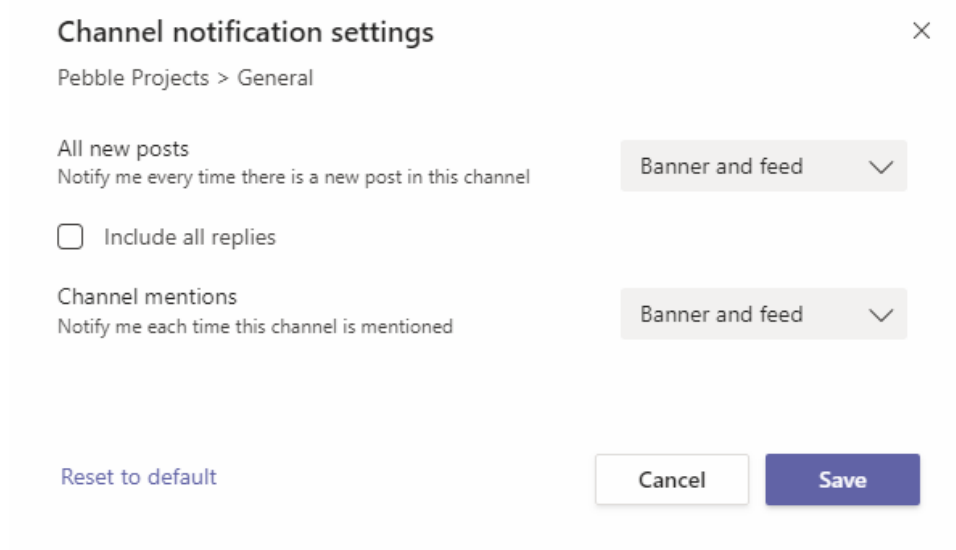 Channel notification settings
Pebble Projects > General
All new posts
Notify me every time there is a new post in this channel
Banner and feed
Include all replies
Channel mentions
Notify me each time this channel is mentioned
Banner and feed
Reset to default
Cancel
Save